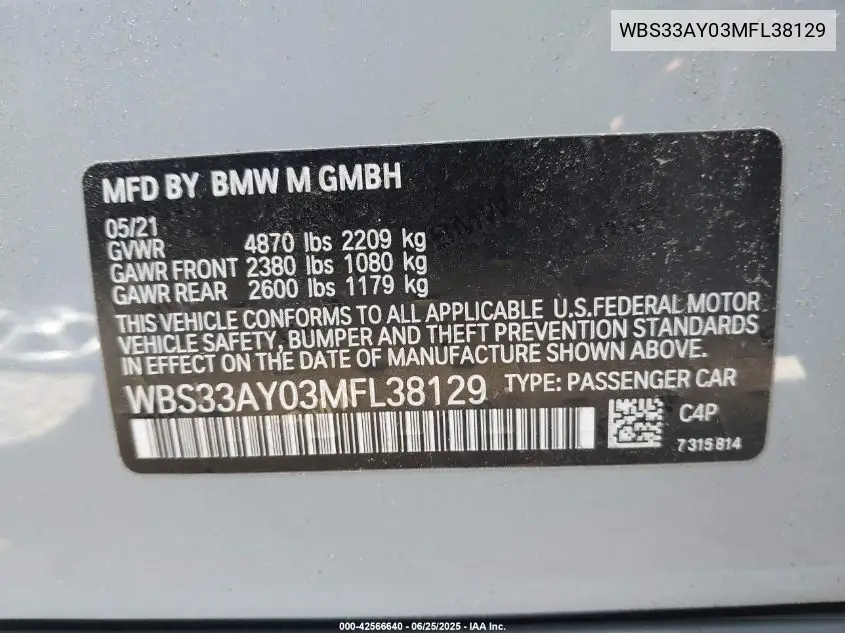 WBS33AY03MFL38129
MFD BY BMW M GMBH
05/21
GVWR 4870 lbs 2209 kg
GAWR FRONT 2380 lbs 1080 kg
GAWR REAR 2600 lbs 1179 kg
THIS VEHICLE CONFORMS TO ALL APPLICABLE U.S.FEDERAL MOTOR
VEHICLE SAFETY, BUMPER AND THEFT PREVENTION STANDARDS
IN EFFECT ON THE DATE OF MANUFACTURE SHOWN ABOVE.
WBS33AY03MFL38129 TYPE: PASSENGER CAR
C4P
7 315 814
BMW
000-42566640 - 06/25/2025 - IAA Inc.